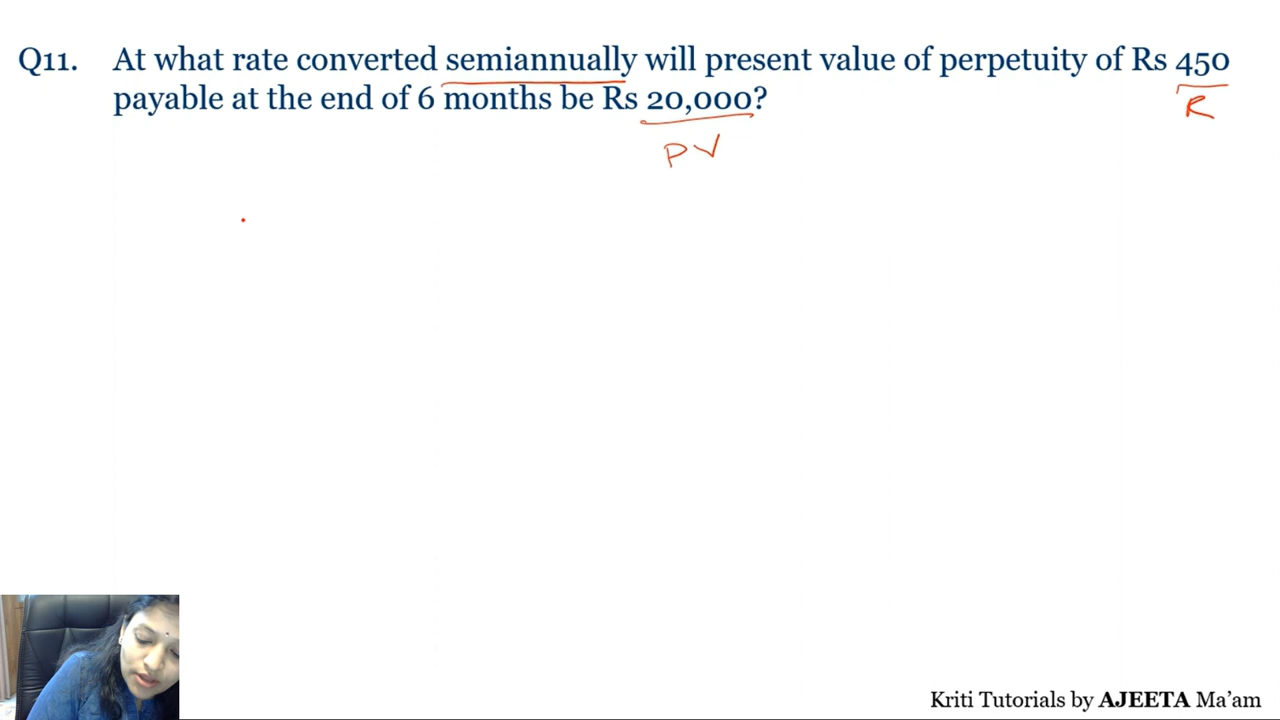 Q11. At what rate converted semiannually will present value of perpetuity of Rs 450
payable at the end of 6 months be Rs 20,000?
R
PV
Kriti Tutorials by AJEETA Ma'am